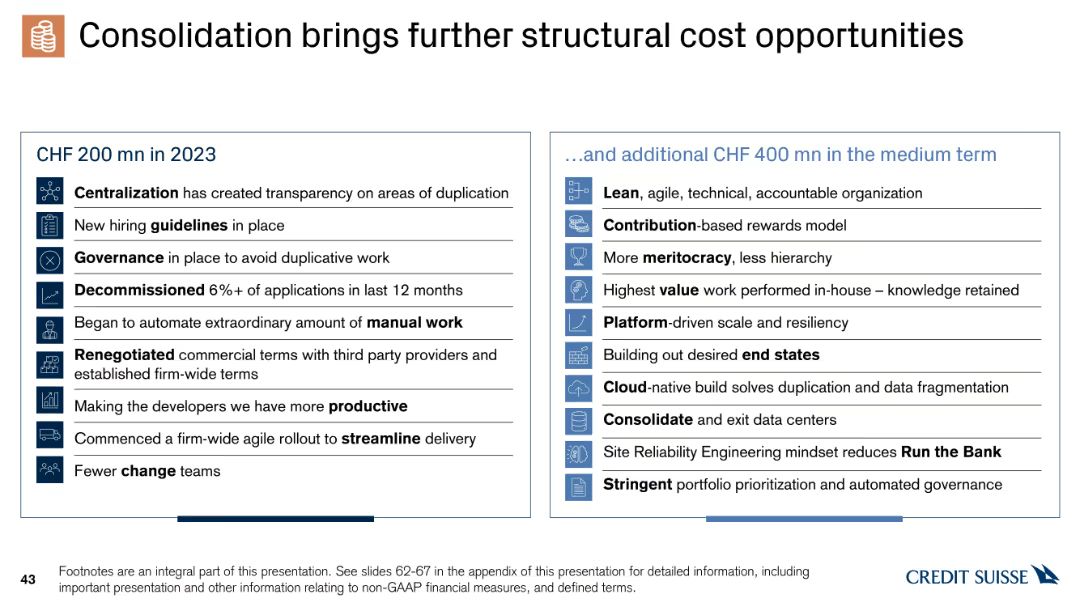 Consolidation brings further structural cost opportunities
CHF 200 mn in 2023
Centralization has created transparency on areas of duplication
New hiring guidelines in place
Governance in place to avoid duplicative work
Decommissioned 6%+ of applications in last 12 months
Began to automate extraordinary amount of manual work
Renegotiated commercial terms with third party providers and
established firm-wide terms
Making the developers we have more productive
Commenced a firm-wide agile rollout to streamline delivery
Fewer change teams
…and additional CHF 400 mn in the medium term
Lean, agile, technical, accountable organization
Contribution-based rewards model
More meritocracy, less hierarchy
Highest value work performed in-house – knowledge retained
Platform-driven scale and resiliency
Building out desired end states
Cloud-native build solves duplication and data fragmentation
Consolidate and exit data centers
Site Reliability Engineering mindset reduces Run the Bank
Stringent portfolio prioritization and automated governance
43
Footnotes are an integral part of this presentation. See slides 62-67 in the appendix of this presentation for detailed information, including
important presentation and other information relating to non-GAAP financial measures, and defined terms.
CREDIT SUISSE